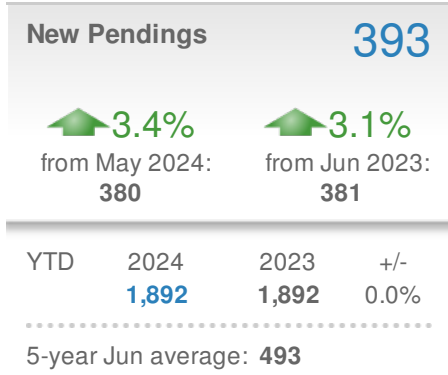 New Pendings 393
3.4% 3.1%
from May 2024: from Jun 2023:
380 381
YTD 2024 2023 +/-
1,892 1,892 0.0%
5-year Jun average: 493